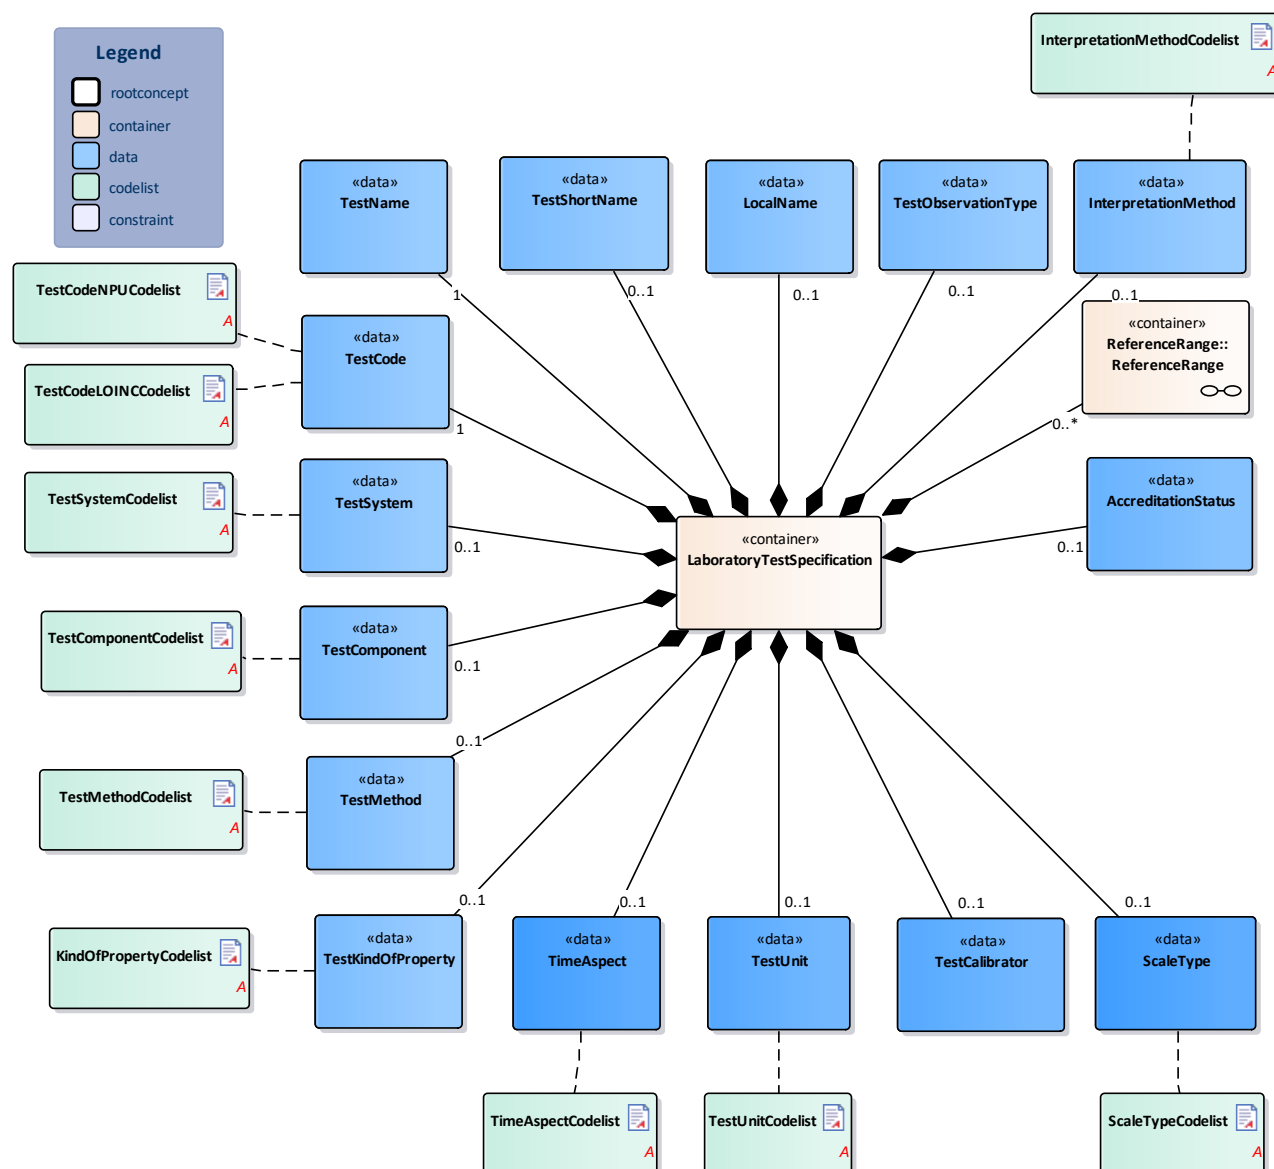 Legend
rootconcept
container
data
codelist
constraint
InterpretationMethodCodelist
A
«data»
TestName
«data»
TestShortName
«data»
LocalName
«data»
TestObservationType
«data»
InterpretationMethod
1
0..1
0..1
0..1
0..1
TestCodeNPUCodelist
A
«data»
TestCode
1
TestCodeLOINCCodelist
A
«container»
ReferenceRange::
ReferenceRange
0..*
TestSystemCodelist
A
«data»
TestSystem
0..1
«container»
LaboratoryTestSpecification
«data»
AccreditationStatus
0..1
TestComponentCodelist
A
«data»
TestComponent
0..1
TestMethodCodelist
A
«data»
TestMethod
0..1
KindOfPropertyCodelist
A
«data»
TestKindOfProperty
0..1
«data»
TimeAspect
0..1
«data»
TestUnit
0..1
«data»
TestCalibrator
0..1
«data»
ScaleType
0..1
TimeAspectCodelist
A
TestUnitCodelist
A
ScaleTypeCodelist
A